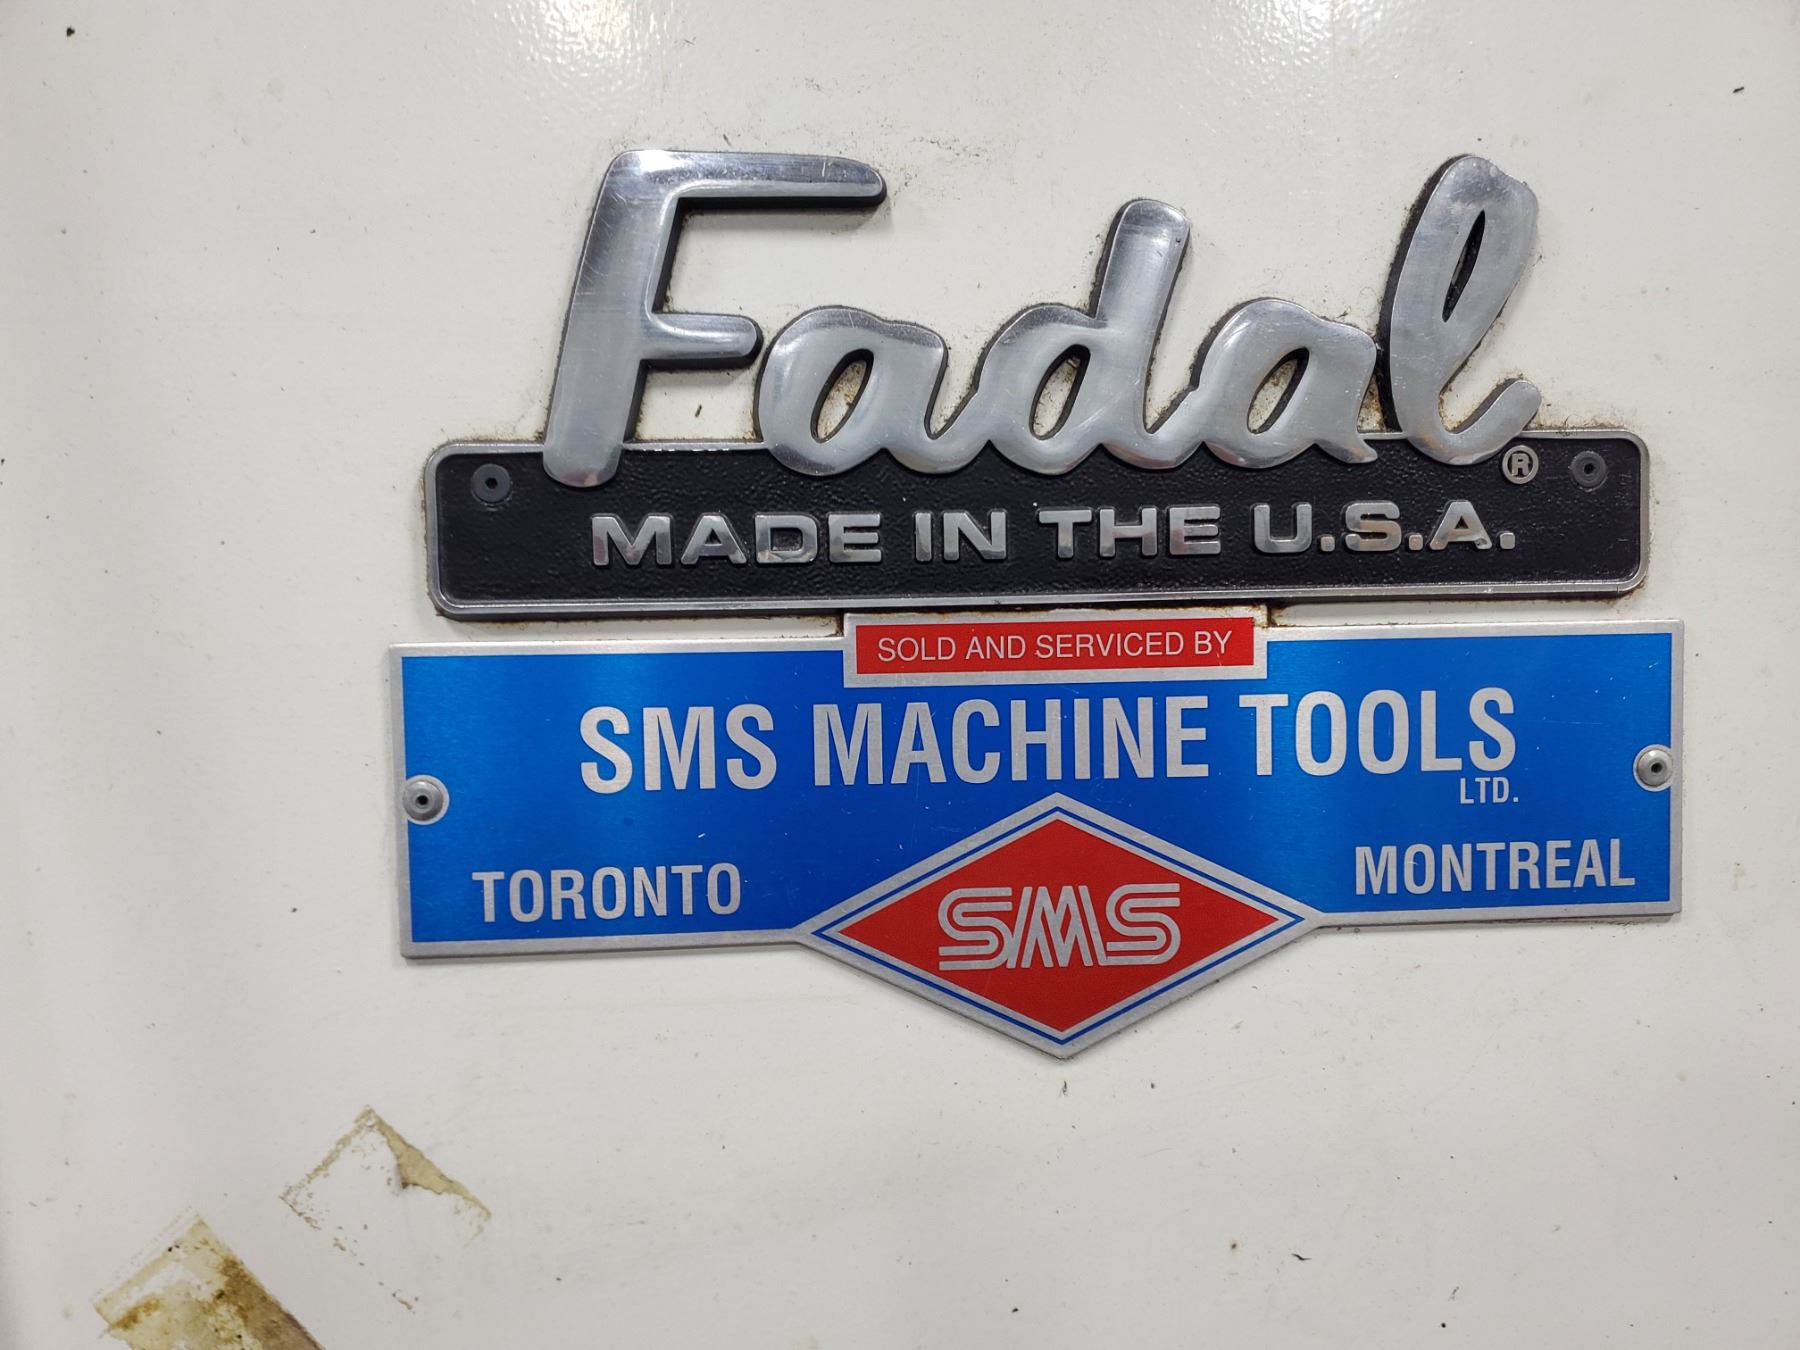 Fadal®
MADE IN THE U.S.A.
SOLD AND SERVICED BY
SMS MACHINE TOOLS
LTD.
TORONTO
MONTREAL
SMS